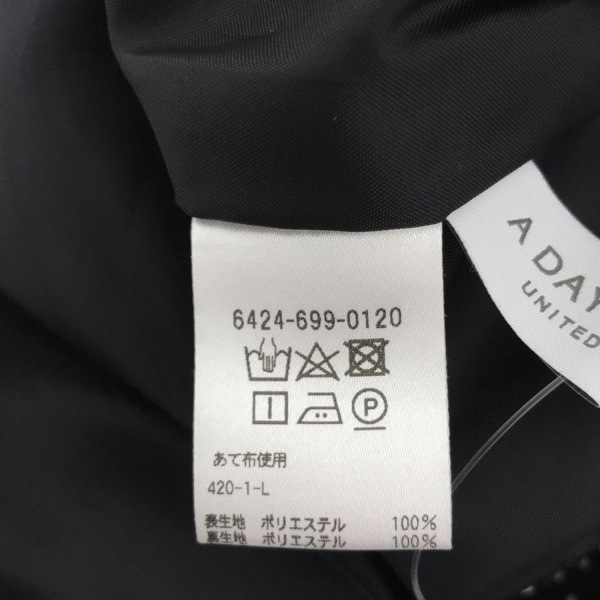 6424-699-0120
P
あて布使用
420-1-L
表生地 ポリエステル 100%
裏生地 ポリエステル 100%
A DAY
UNITED